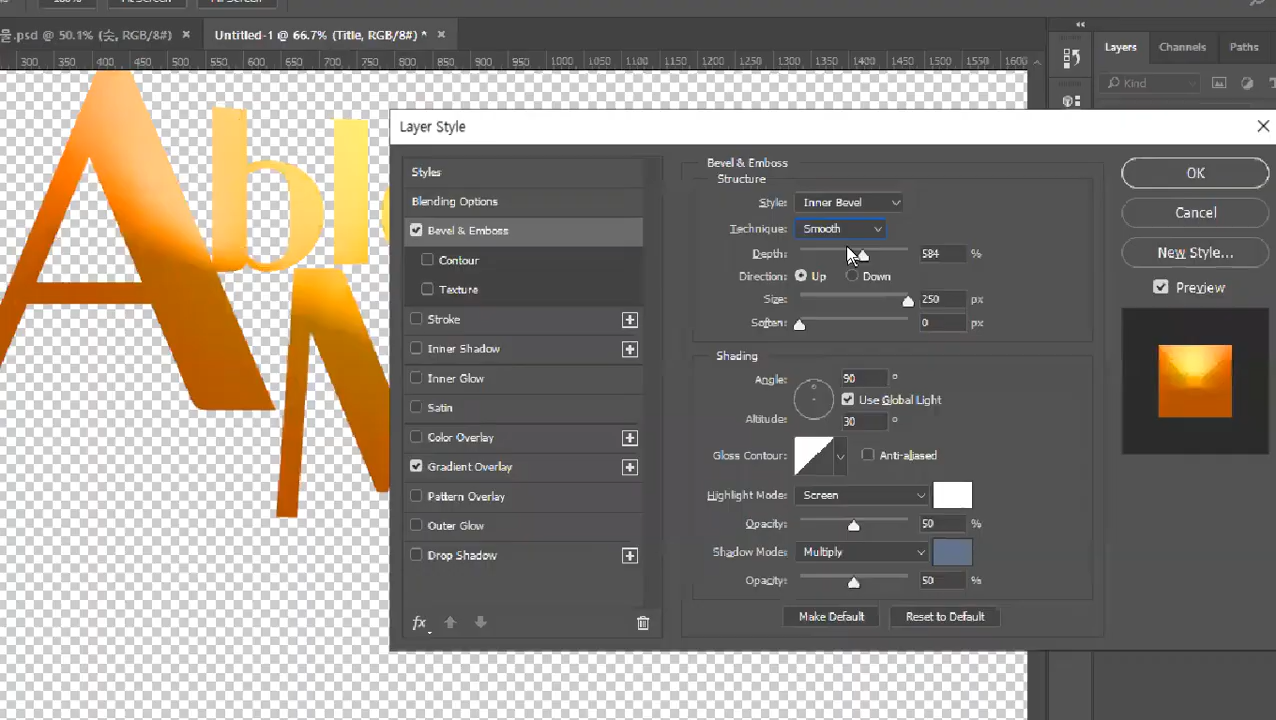 물.psd @ 50.1% (숫, RGB/8#) ×
Untitled-1 @ 66.7% (Title, RGB/8#) * ×
300 350 400 450 500 550 600 650 700 750 800 850 900 950 1000 1050 1100 1150 1200 1250 1300 1350 1400 1450 1500 1550 1600
Layers Channels Paths
Kind
Able
Layer Style
Styles
Blending Options
Bevel & Emboss
Contour
Texture
Stroke
Inner Shadow
Inner Glow
Satin
Color Overlay
Gradient Overlay
Pattern Overlay
Outer Glow
Drop Shadow
fx
Bevel & Emboss
Structure
Style: Inner Bevel
Technique: Smooth
Depth: 584 %
Direction: Up Down
Size: 250 px
Soften: 0 px
Shading
Angle: 90 °
Use Global Light
Altitude: 30 °
Gloss Contour: Anti-aliased
Highlight Mode: Screen
Opacity: 50 %
Shadow Mode: Multiply
Opacity: 50 %
Make Default Reset to Default
OK
Cancel
New Style...
Preview